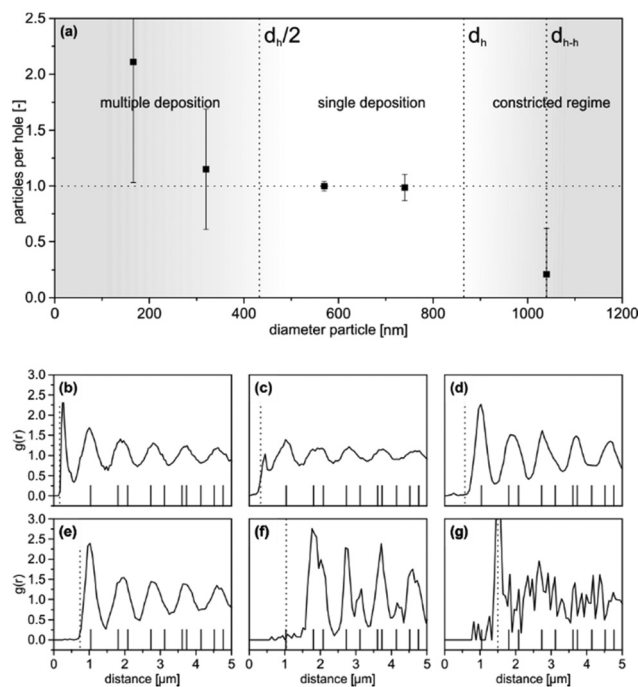 (a)
d_h/2
d_h
d_h-h
multiple deposition
single deposition
constricted regime
particles per hole [-]
2.5
2.0
1.5
1.0
0.5
0.0
0
200
400
600
800
1000
1200
diameter particle [nm]
(b)
(c)
(d)
g(r)
3.0
2.5
2.0
1.5
1.0
0.5
0.0
(e)
(f)
(g)
g(r)
3.0
2.5
2.0
1.5
1.0
0.5
0.0
0 1 2 3 4 5
0 1 2 3 4 5
0 1 2 3 4 5
distance [µm]
distance [µm]
distance [µm]